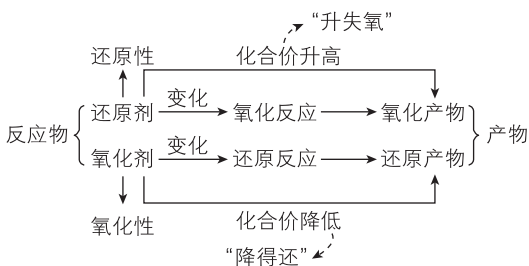 “升失氧”
还原性
化合价升高
还原剂 变化 氧化反应 氧化产物
反应物 产物
氧化剂 变化 还原反应 还原产物
氧化性
化合价降低
“降得还”